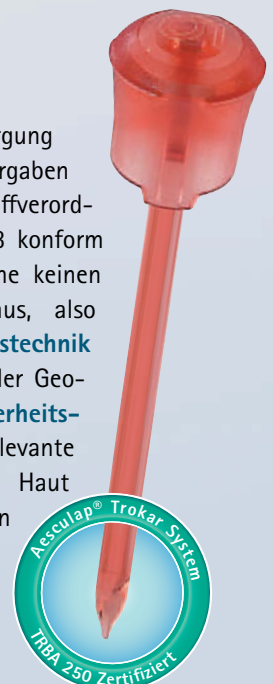 rgung
rgaben
ffverord-
3 konform
ne keinen
us, also
stechnik
der Geo-
erheits-
levante
Haut
n
Aesculap® Trokar System
TRBA 250 Zertifiziert